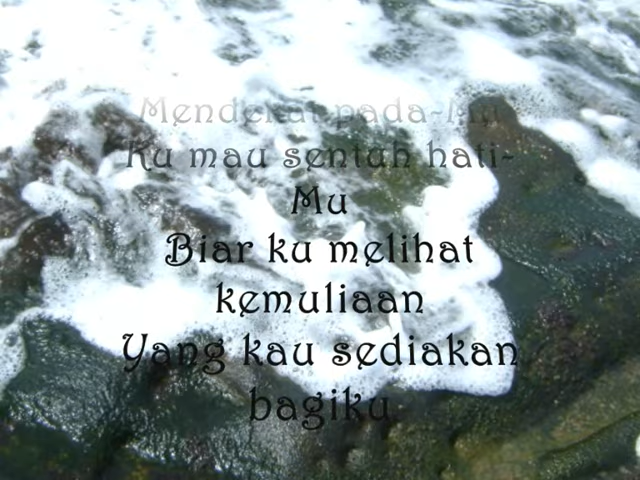 Mendekat pada-Mu
Ku mau sentuh hati-
Mu
Biar ku melihat
kemuliaan
Yang kau sediakan
bagiku